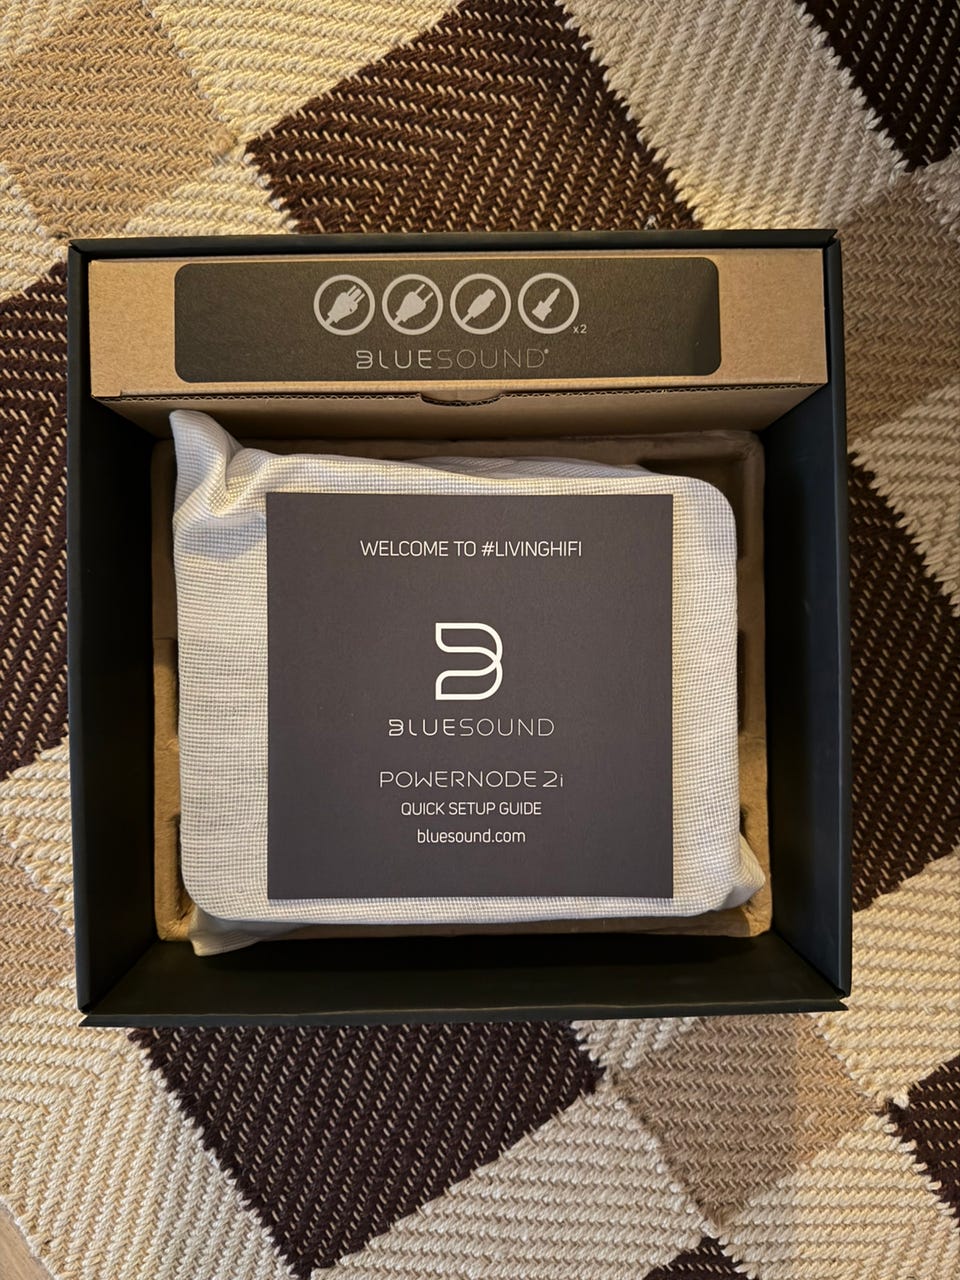 x2
BLUESOUND®
WELCOME TO #LIVINGHIFI
BLUESOUND
POWERNODE 2i
QUICK SETUP GUIDE
bluesound.com